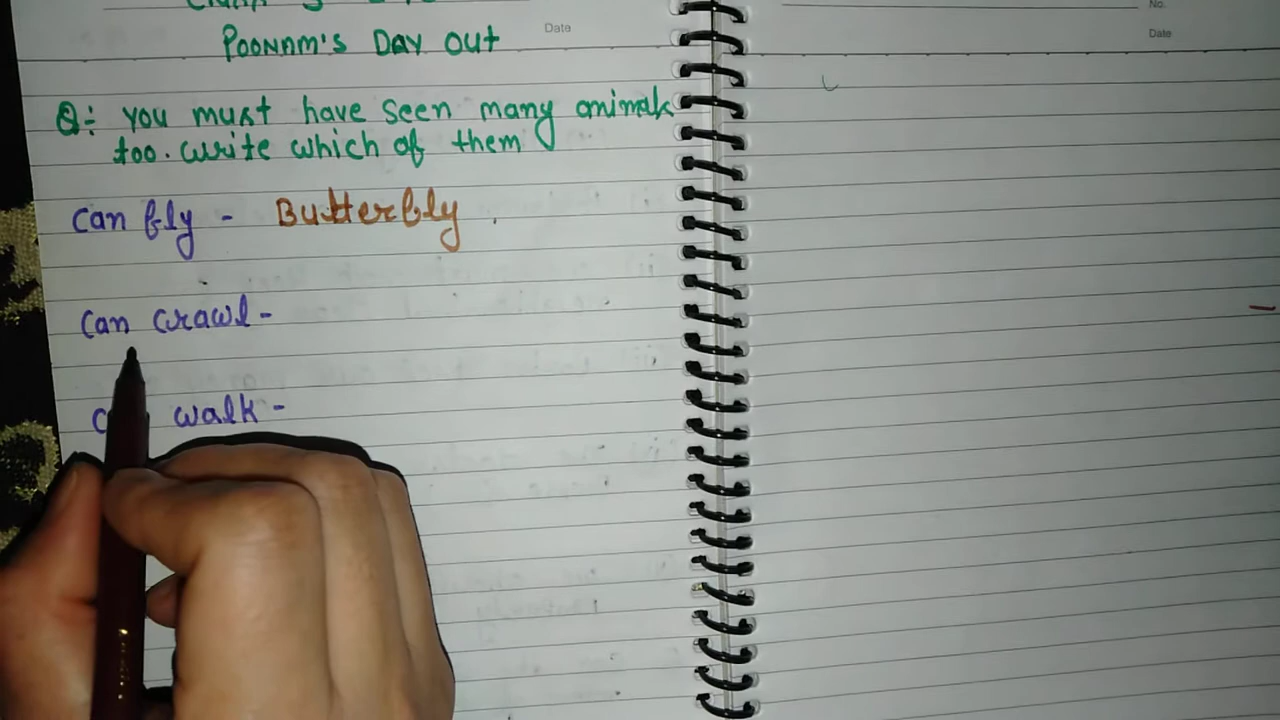 POONAM'S DAY OUT
Date
No.
Date
Q÷ you must have seen many animals
too. write which of them
can fly - Butterfly .
can crawl -
walk -